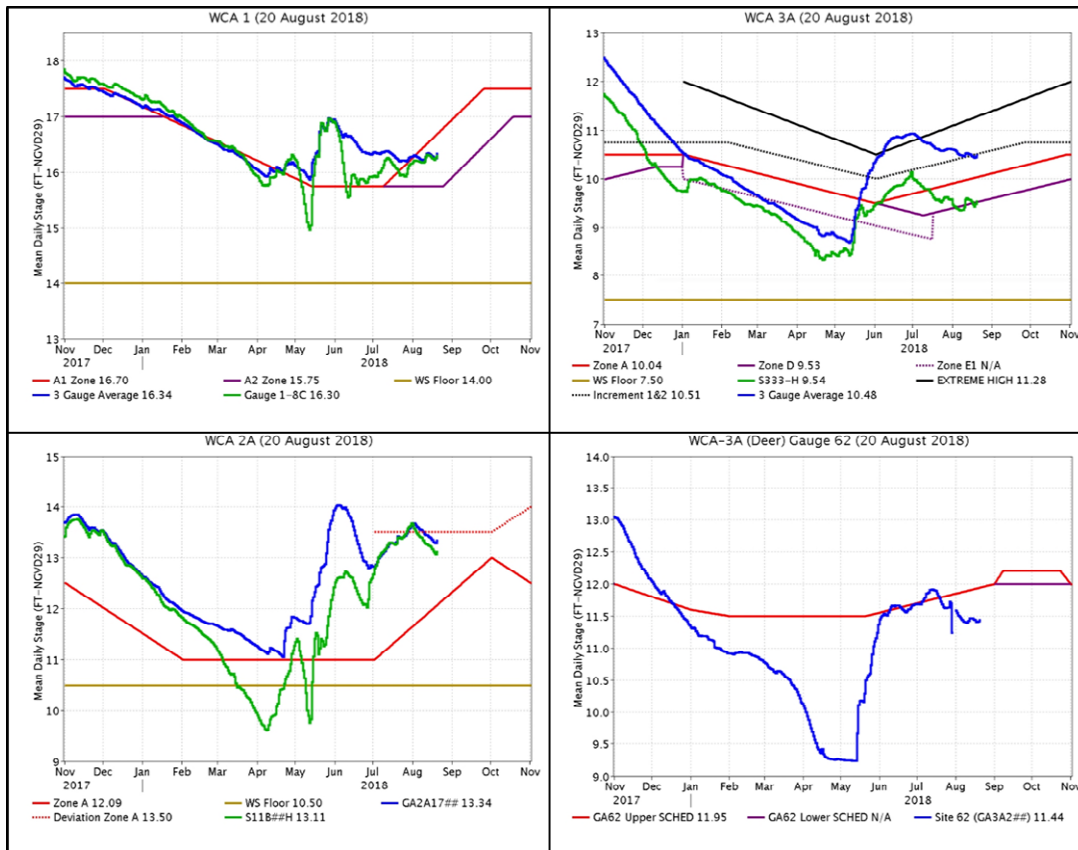 WCA 1 (20 August 2018)
18
17
16
15
14
13
Mean Daily Stage (FT-NGVD29)
Nov Dec Jan Feb Mar Apr May Jun Jul Aug Sep Oct Nov
2017 2018
A1 Zone 16.70 A2 Zone 15.75 WS Floor 14.00
3 Gauge Average 16.34 Gauge 1-8C 16.30
WCA 3A (20 August 2018)
13
12
11
10
9
8
7
Mean Daily Stage (FT-NGVD29)
Nov Dec Jan Feb Mar Apr May Jun Jul Aug Sep Oct Nov
2017 2018
Zone A 10.04 Zone D 9.53 Zone E1 N/A
WS Floor 7.50 S333-H 9.54 EXTREME HIGH 11.28
Increment 1&2 10.51 3 Gauge Average 10.48
WCA 2A (20 August 2018)
15
14
13
12
11
10
9
Mean Daily Stage (FT-NGVD29)
Nov Dec Jan Feb Mar Apr May Jun Jul Aug Sep Oct Nov
2017 2018
Zone A 12.09 WS Floor 10.50 GA2A17## 13.34
Deviation Zone A 13.50 S11B##H 13.11
WCA-3A (Deer) Gauge 62 (20 August 2018)
14.0
13.5
13.0
12.5
12.0
11.5
11.0
10.5
10.0
9.5
9.0
Mean Daily Stage (FT-NGVD29)
Nov Dec Jan Feb Mar Apr May Jun Jul Aug Sep Oct Nov
2017 2018
GA62 Upper SCHED 11.95 GA62 Lower SCHED N/A Site 62 (GA3A2##) 11.44